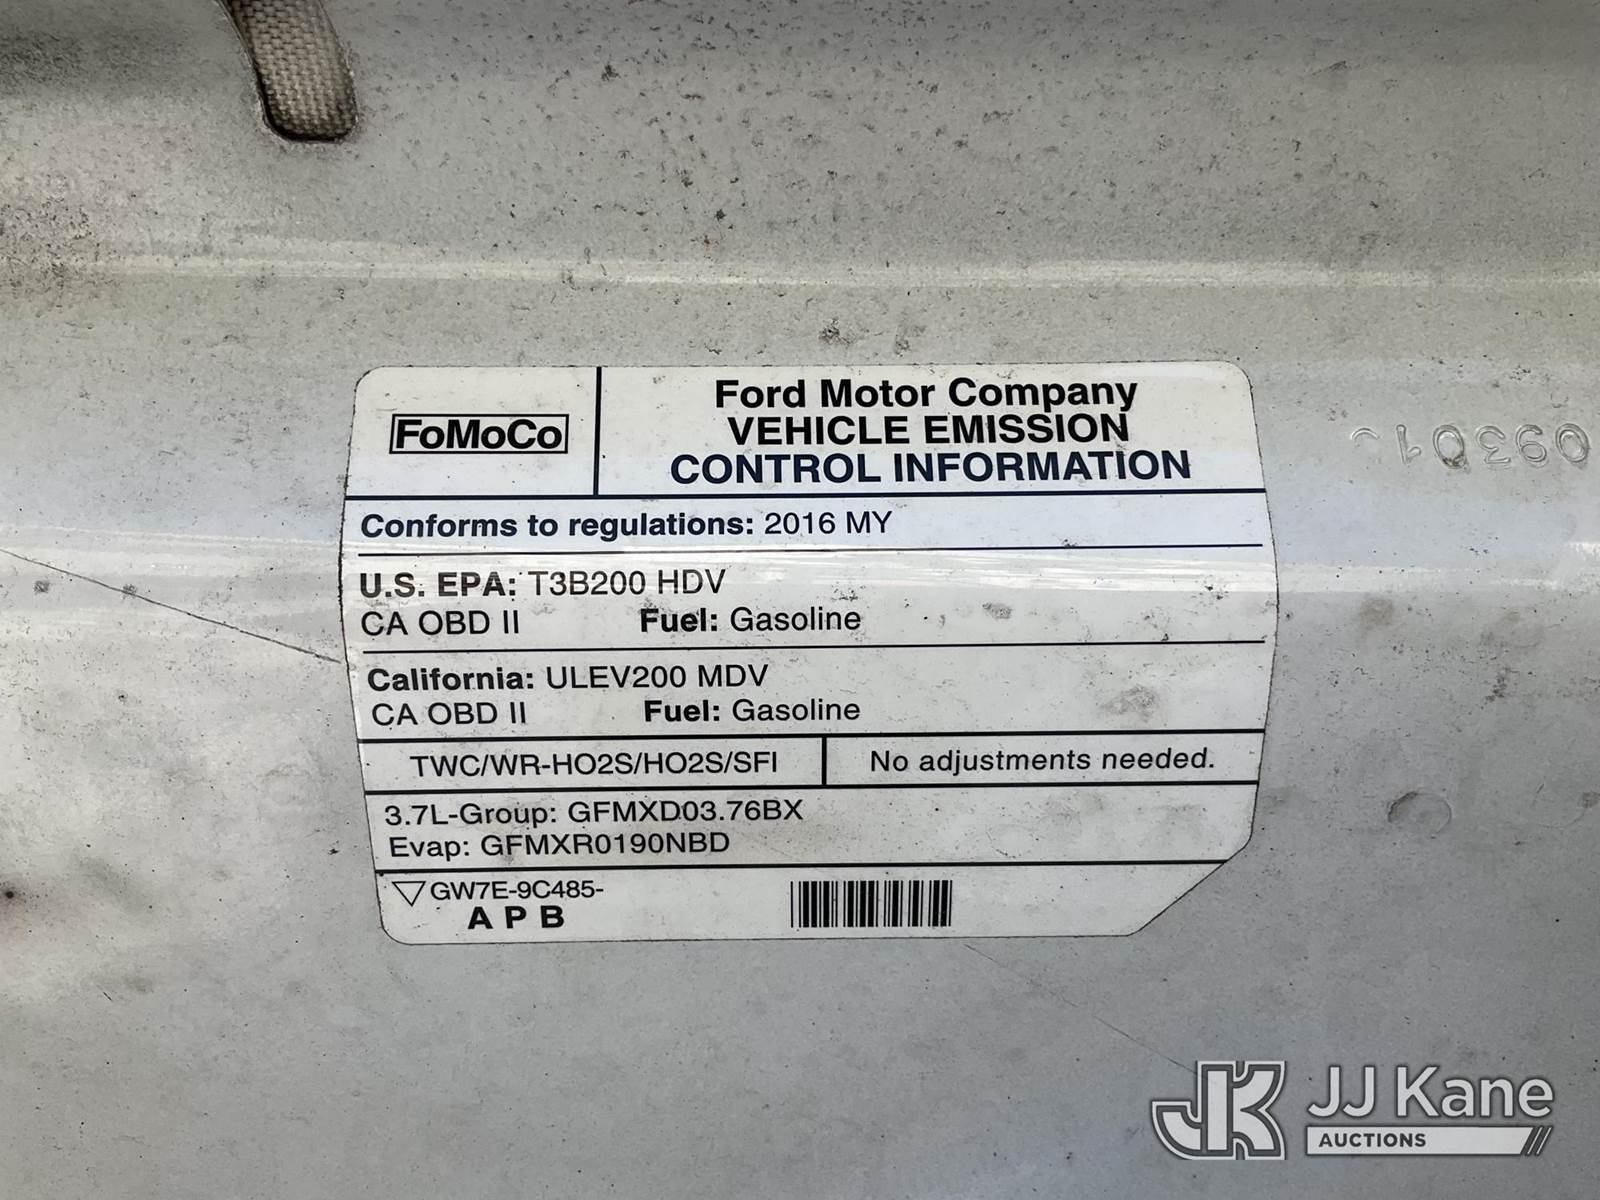 FoMoCo
Ford Motor Company
VEHICLE EMISSION
CONTROL INFORMATION
Conforms to regulations: 2016 MY
U.S. EPA: T3B200 HDV
CA OBD II Fuel: Gasoline
California: ULEV200 MDV
CA OBD II Fuel: Gasoline
TWC/WR-HO2S/HO2S/SFI
No adjustments needed.
3.7L-Group: GFMXD03.76BX
Evap: GFMXR0190NBD
GW7E-9C485-
A P B
JK JJ Kane
AUCTIONS